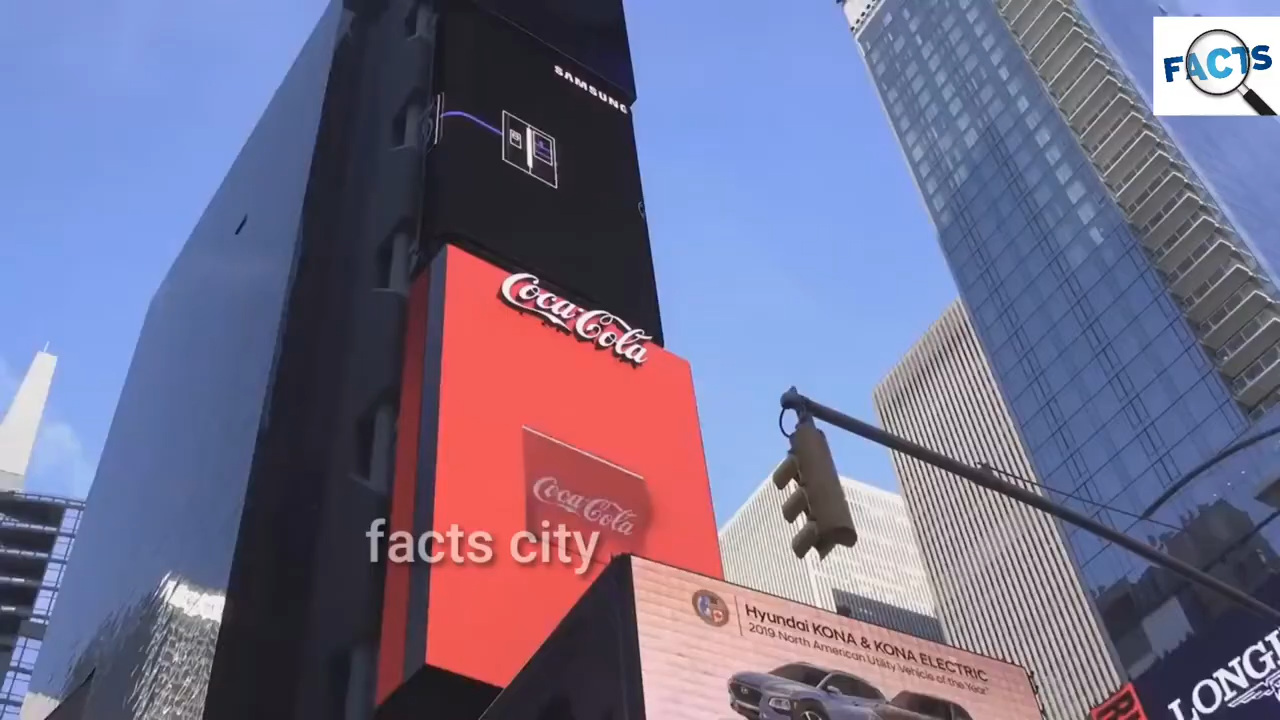 FACTS
SAMSUNG
Coca-Cola
Coca-Cola
facts city
Hyundai KONA & KONA ELECTRIC
2019 North American Utility Vehicle of the Year